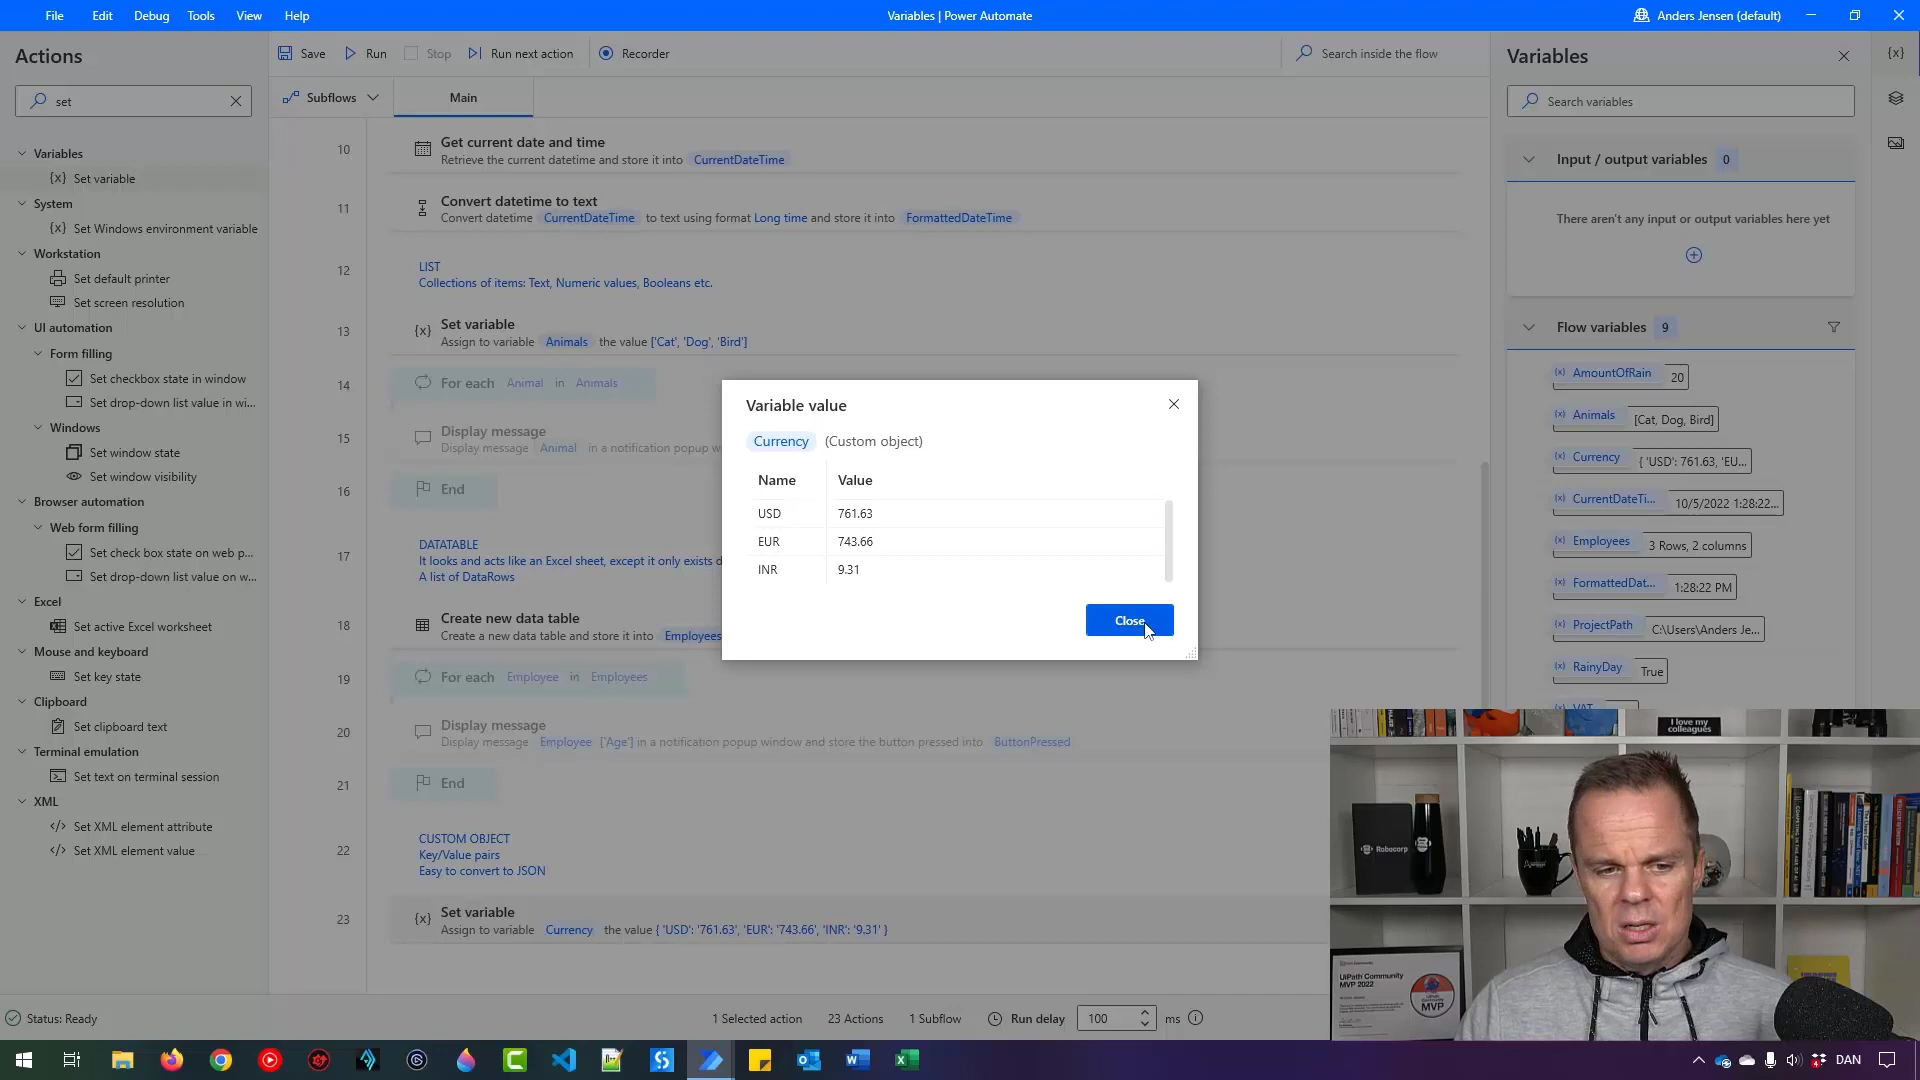 File Edit Debug Tools View Help
Variables | Power Automate
Anders Jensen (default)
Actions
set
Variables
{x} Set variable
System
{x} Set Windows environment variable
Workstation
Set default printer
Set screen resolution
UI automation
Form filling
Set checkbox state in window
Set drop-down list value in wi...
Windows
Set window state
Set window visibility
Browser automation
Web form filling
Set check box state on web p...
Set drop-down list value on w...
Excel
Set active Excel worksheet
Mouse and keyboard
Set key state
Clipboard
Set clipboard text
Terminal emulation
Set text on terminal session
XML
Set XML element attribute
Set XML element value
Save Run Stop Run next action Recorder
Search inside the flow
Subflows Main
10 Get current date and time
Retrieve the current datetime and store it into CurrentDateTime
11 Convert datetime to text
Convert datetime CurrentDateTime to text using format Long time and store it into FormattedDateTime
12 LIST
Collections of items: Text, Numeric values, Booleans etc.
13 {x} Set variable
Assign to variable Animals the value ['Cat', 'Dog', 'Bird']
14 For each Animal in Animals
15 Display message
Display message Animal in a notification popup w
16 End
17 DATATABLE
It looks and acts like an Excel sheet, except it only exists d
A list of DataRows
18 Create new data table
Create a new data table and store it into Employees
19 For each Employee in Employees
20 Display message
Display message Employee ['Age'] in a notification popup window and store the button pressed into ButtonPressed
21 End
22 CUSTOM OBJECT
Key/Value pairs
Easy to convert to JSON
23 {x} Set variable
Assign to variable Currency the value { 'USD': '761.63', 'EUR': '743.66', 'INR': '9.31' }
Variable value
Currency (Custom object)
Name Value
USD 761.63
EUR 743.66
INR 9.31
Close
Variables
{x}
Search variables
Input / output variables 0
There aren't any input or output variables here yet
Flow variables 9
(x) AmountOfRain 20
(x) Animals [Cat, Dog, Bird]
(x) Currency { 'USD': 761.63, 'EU...
(x) CurrentDateTi... 10/5/2022 1:28:22...
(x) Employees 3 Rows, 2 columns
(x) FormattedDat... 1:28:22 PM
(x) ProjectPath C:\Users\Anders Je...
(x) RainyDay True
(x) VAT
I love my
colleagues
Robocorp
UiPath Community
MVP 2022
MVP
Status: Ready
1 Selected action 23 Actions 1 Subflow Run delay 100 ms
DAN